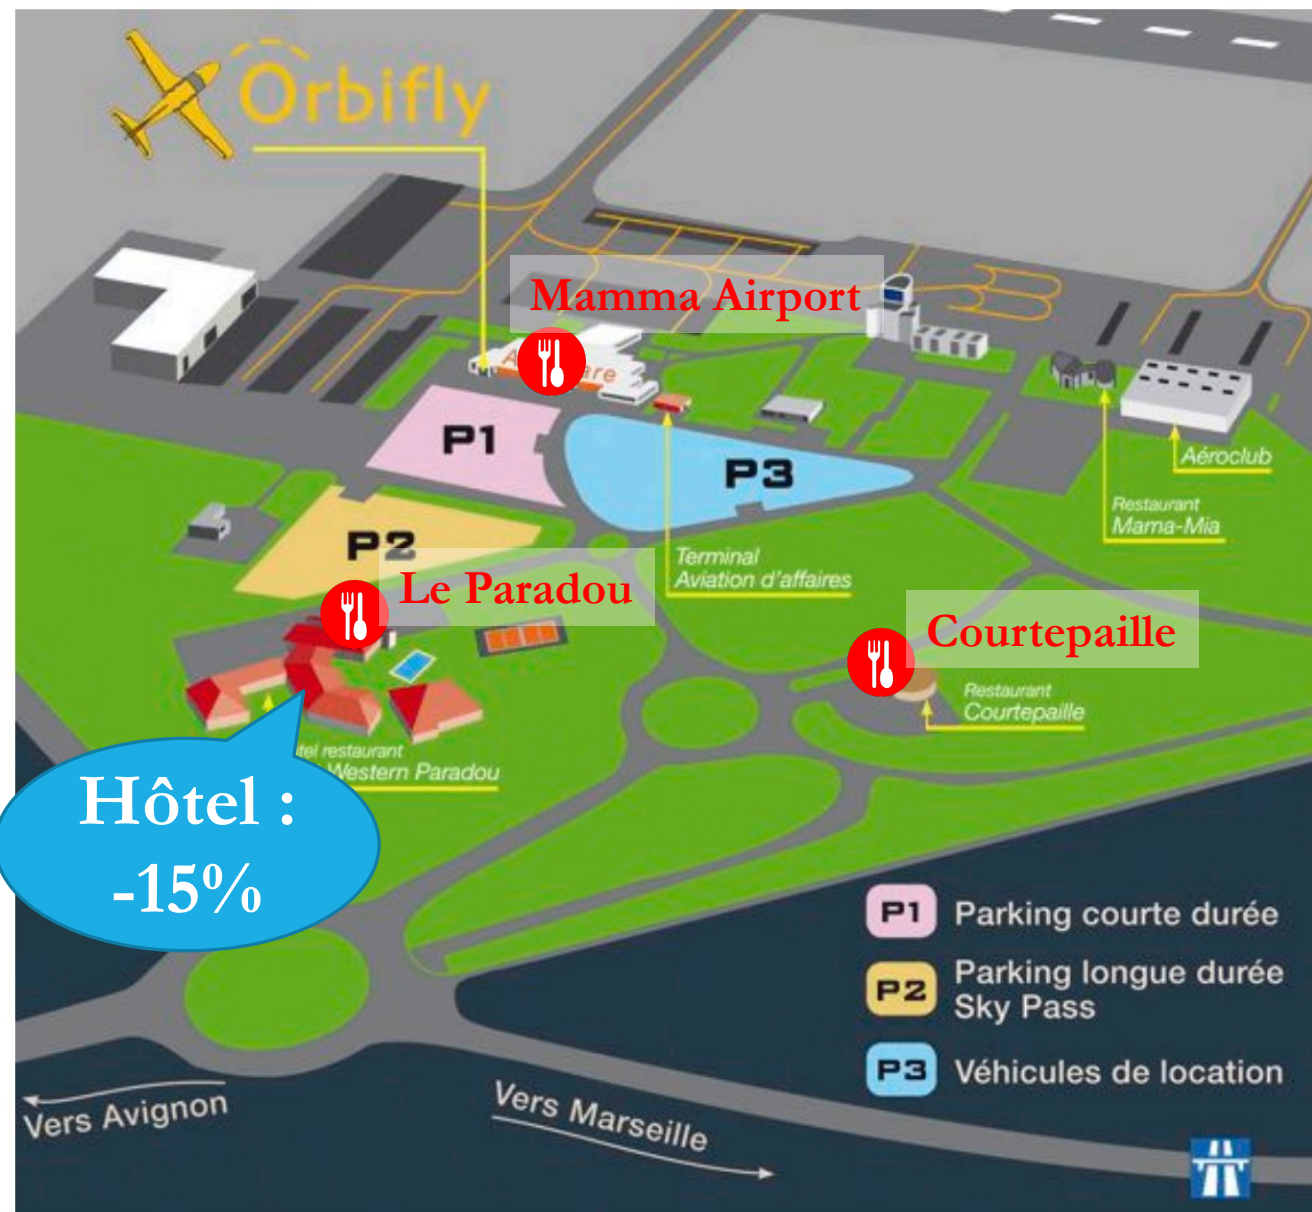 Orbifly
Mamma Airport
are
P1
P3
Aéroclub
Restaurant
Mama-Mia
P2
Terminal
Aviation d'affaires
Le Paradou
Courtepaille
Restaurant
Courtepaille
restaurant
Western Paradou
Hôtel :
-15%
P1 Parking courte durée
P2 Parking longue durée
Sky Pass
P3 Véhicules de location
Vers Avignon
Vers Marseille